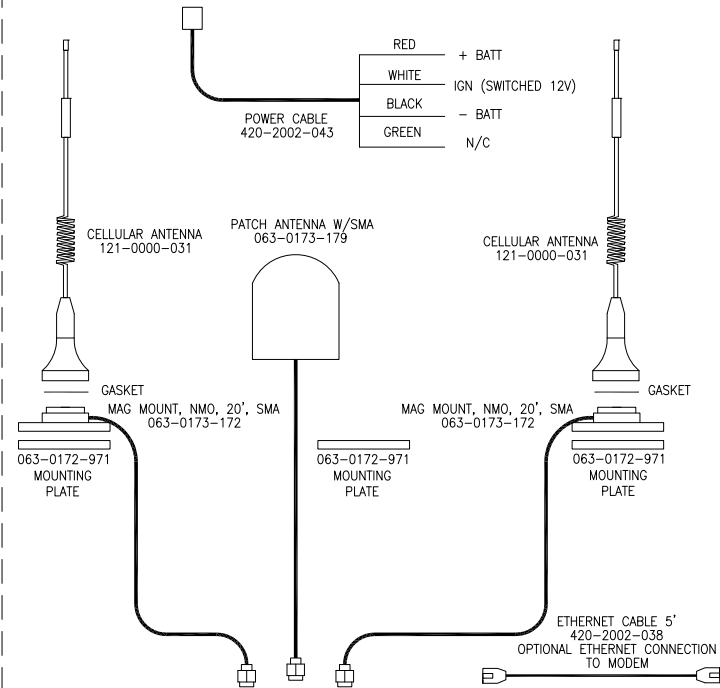 RED
+ BATT
WHITE
IGN (SWITCHED 12V)
BLACK
- BATT
GREEN
N/C
POWER CABLE
420-2002-043
CELLULAR ANTENNA
121-0000-031
PATCH ANTENNA W/SMA
063-0173-179
CELLULAR ANTENNA
121-0000-031
GASKET
MAG MOUNT, NMO, 20', SMA
063-0173-172
063-0172-971
MOUNTING
PLATE
063-0172-971
MOUNTING
PLATE
GASKET
MAG MOUNT, NMO, 20', SMA
063-0173-172
063-0172-971
MOUNTING
PLATE
ETHERNET CABLE 5'
420-2002-038
OPTIONAL ETHERNET CONNECTION
TO MODEM